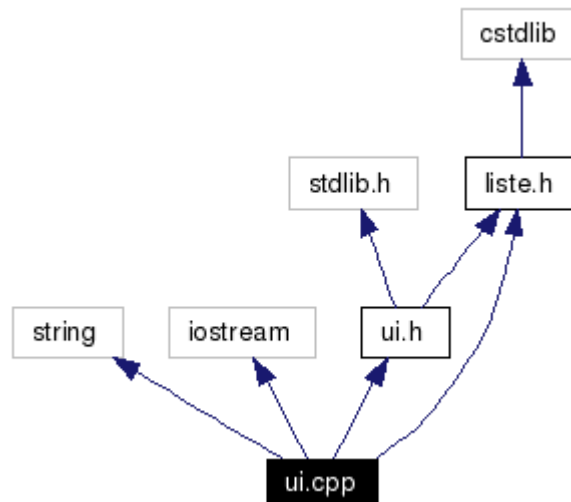 cstdlib
stdlib.h
liste.h
string
iostream
ui.h
ui.cpp